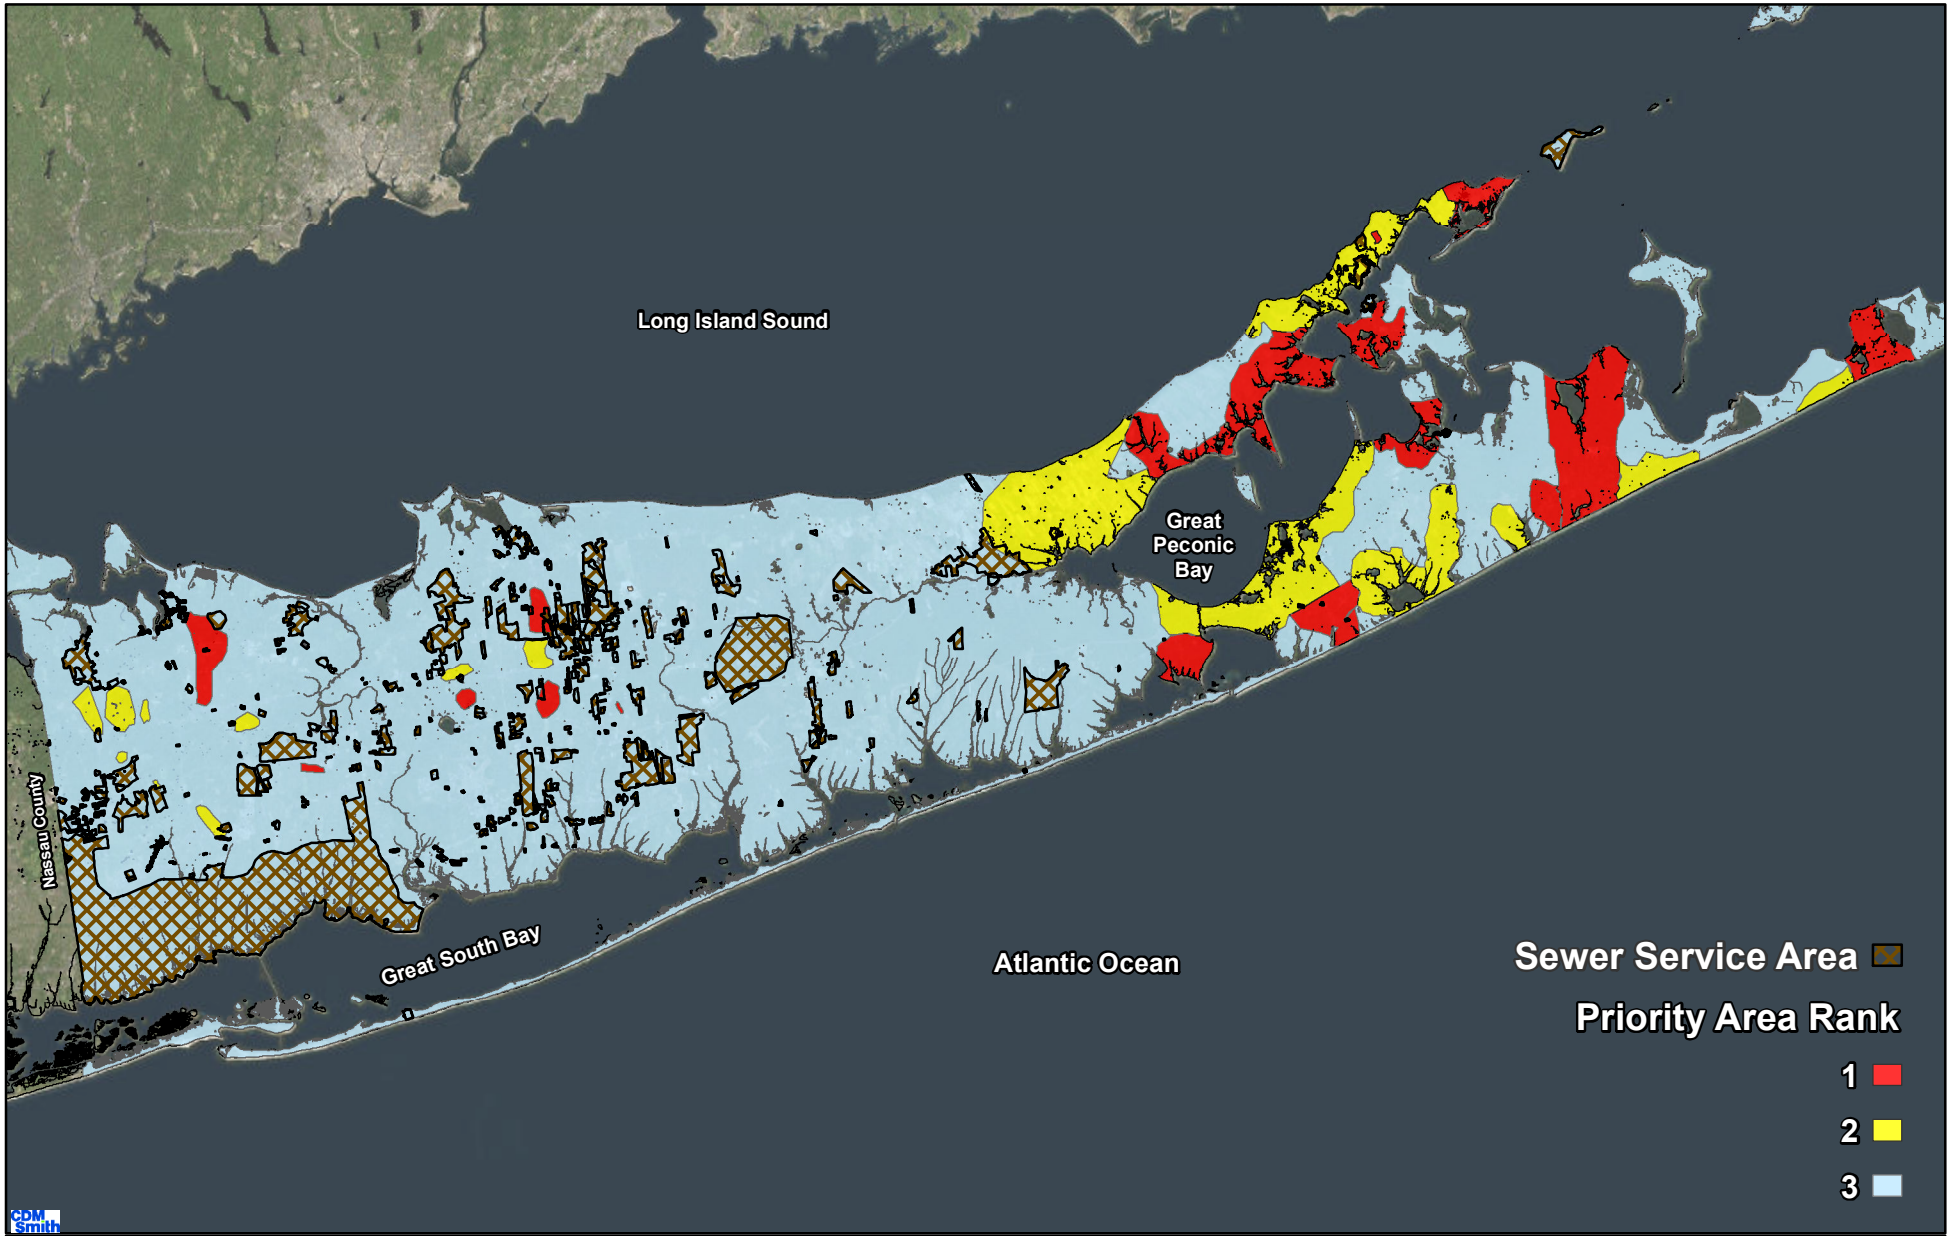 Long Island Sound
Great
Peconic
Bay
Nassau County
Great South Bay
Atlantic Ocean
Sewer Service Area
Priority Area Rank
1
2
3
CDM
Smith